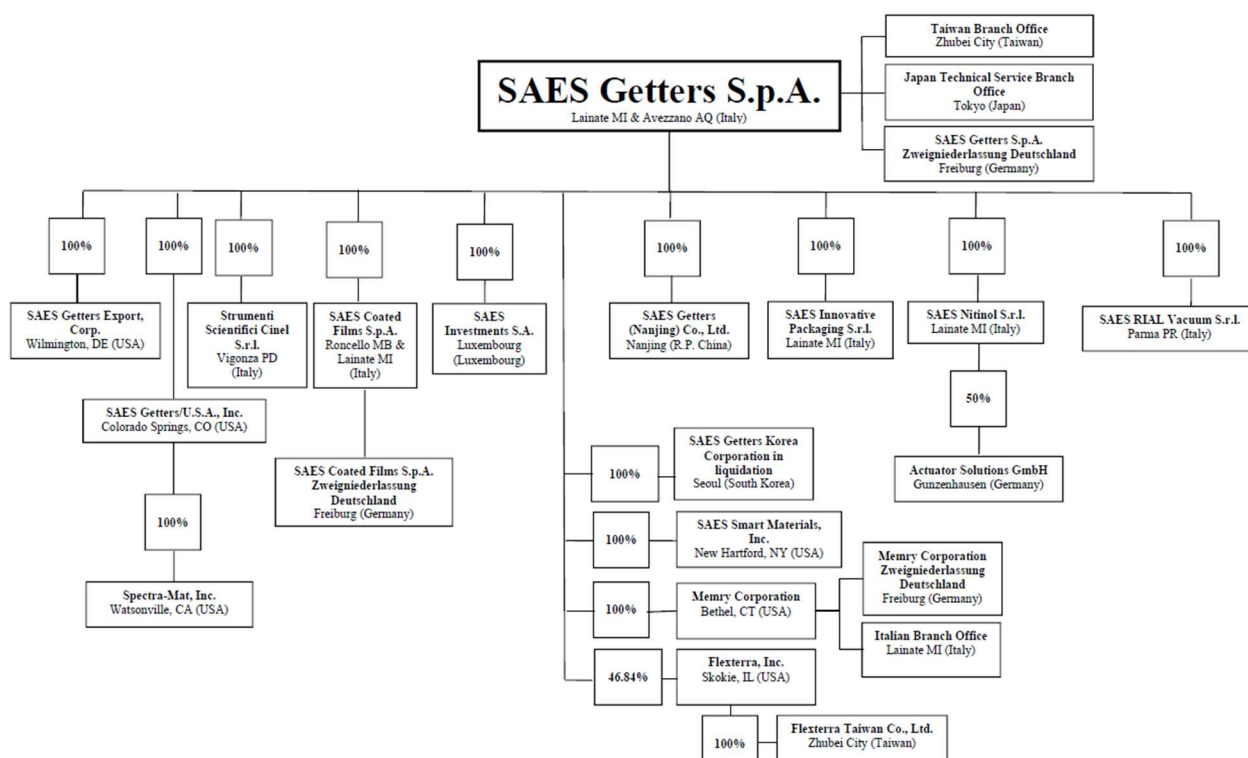 Taiwan Branch Office
Zhubei City (Taiwan)
SAES Getters S.p.A.
Lainate MI & Avezzano AQ (Italy)
Japan Technical Service Branch
Office
Tokyo (Japan)
SAES Getters S.p.A.
Zweigniederlassung Deutschland
Freiburg (Germany)
100%
100%
100%
100%
100%
100%
100%
100%
100%
SAES Getters Export,
Corp.
Wilmington, DE (USA)
Strumenti
Scientifici Cinel
S.r.l.
Vigonza PD
(Italy)
SAES Coated
Films S.p.A.
Roncello MB &
Lainate MI
(Italy)
SAES
Investments S.A.
Luxembourg
(Luxembourg)
SAES Getters
(Nanjing) Co., Ltd.
Nanjing (R.P. China)
SAES Innovative
Packaging S.r.l.
Lainate MI (Italy)
SAES Nitinol S.r.l.
Lainate MI (Italy)
SAES RIAL Vacuum S.r.l.
Parma PR (Italy)
SAES Getters/U.S.A., Inc.
Colorado Springs, CO (USA)
50%
SAES Coated Films S.p.A.
Zweigniederlassung
Deutschland
Freiburg (Germany)
100%
SAES Getters Korea
Corporation in
liquidation
Seoul (South Korea)
Actuator Solutions GmbH
Gunzenhausen (Germany)
100%
100%
SAES Smart Materials,
Inc.
New Hartford, NY (USA)
Spectra-Mat, Inc.
Watsonville, CA (USA)
100%
Memry Corporation
Bethel, CT (USA)
Memry Corporation
Zweigniederlassung
Deutschland
Freiburg (Germany)
Italian Branch Office
Lainate MI (Italy)
46.84%
Flexterra, Inc.
Skokie, IL (USA)
100%
Flexterra Taiwan Co., Ltd.
Zhubei City (Taiwan)